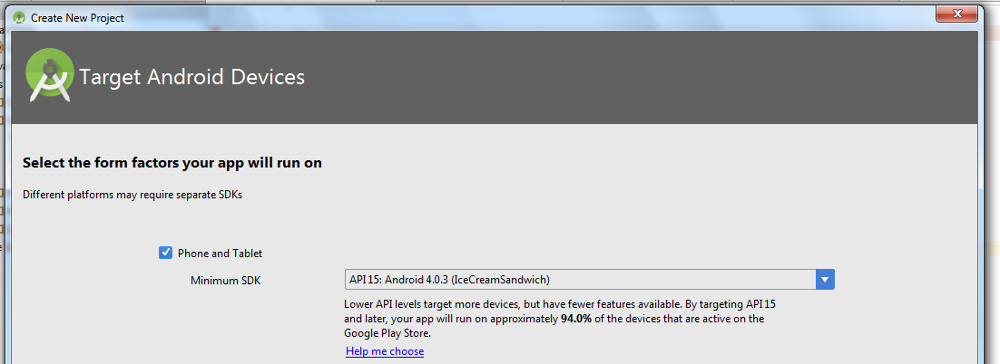 Create New Project
Target Android Devices
Select the form factors your app will run on
Different platforms may require separate SDKs
Phone and Tablet
Minimum SDK
API 15: Android 4.0.3 (IceCreamSandwich)
Lower API levels target more devices, but have fewer features available. By targeting API 15
and later, your app will run on approximately 94.0% of the devices that are active on the
Google Play Store.
Help me choose